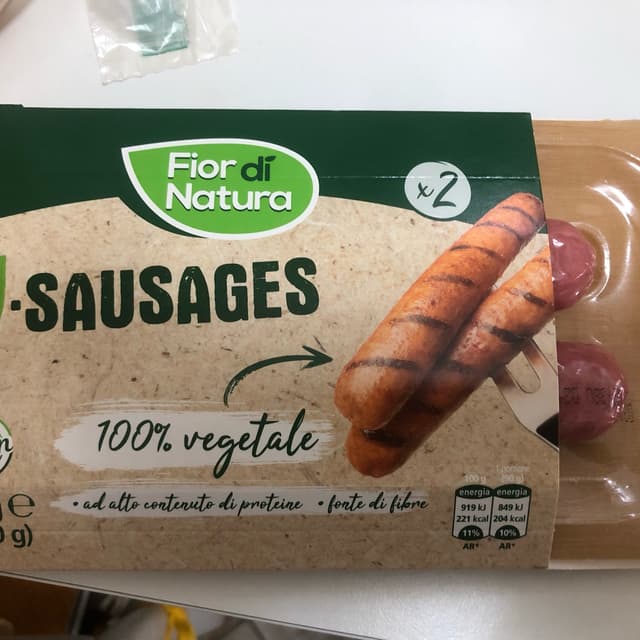 Fior di
Natura
x2
·SAUSAGES
100% vegetale
• ad alto contenuto di proteine • fonte di fibre
100 g
energia energia
919 kJ 849 kJ
221 kcal 204 kcal
11% 10%
AR* AR*
e
g)